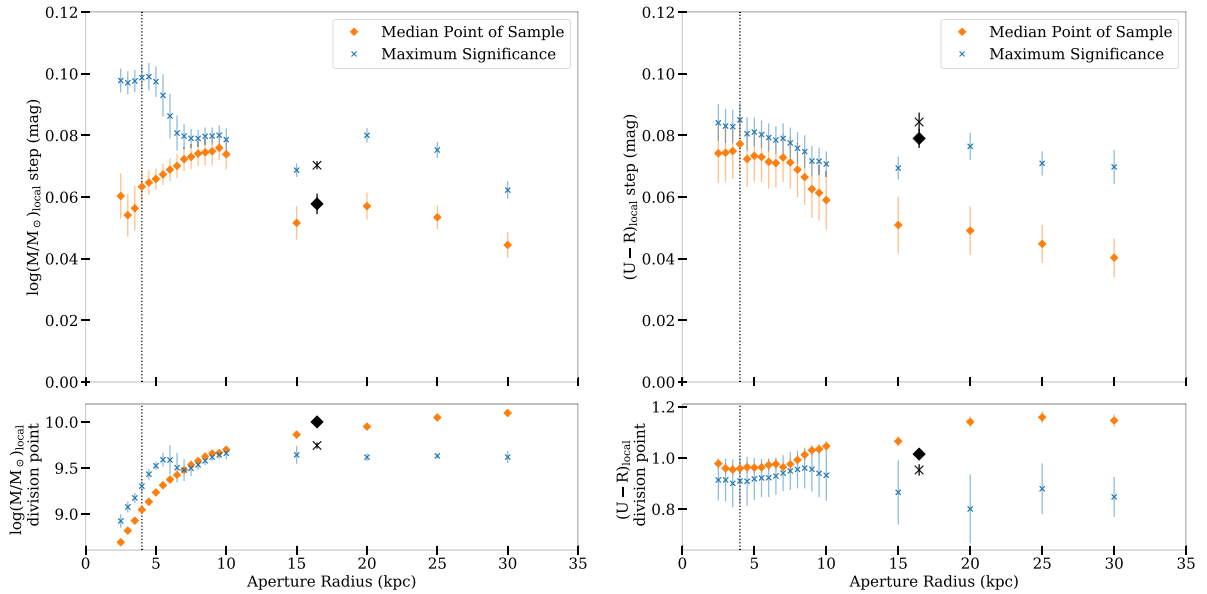 0.12
0.10
0.08
0.06
0.04
0.02
0.00
log(M/M⊙)local step (mag)
Median Point of Sample
Maximum Significance
10.0
9.5
9.0
log(M/M⊙)local
division point
0 5 10 15 20 25 30 35
Aperture Radius (kpc)
0.12
0.10
0.08
0.06
0.04
0.02
0.00
(U − R)local step (mag)
Median Point of Sample
Maximum Significance
1.2
1.0
0.8
(U − R)local
division point
0 5 10 15 20 25 30 35
Aperture Radius (kpc)